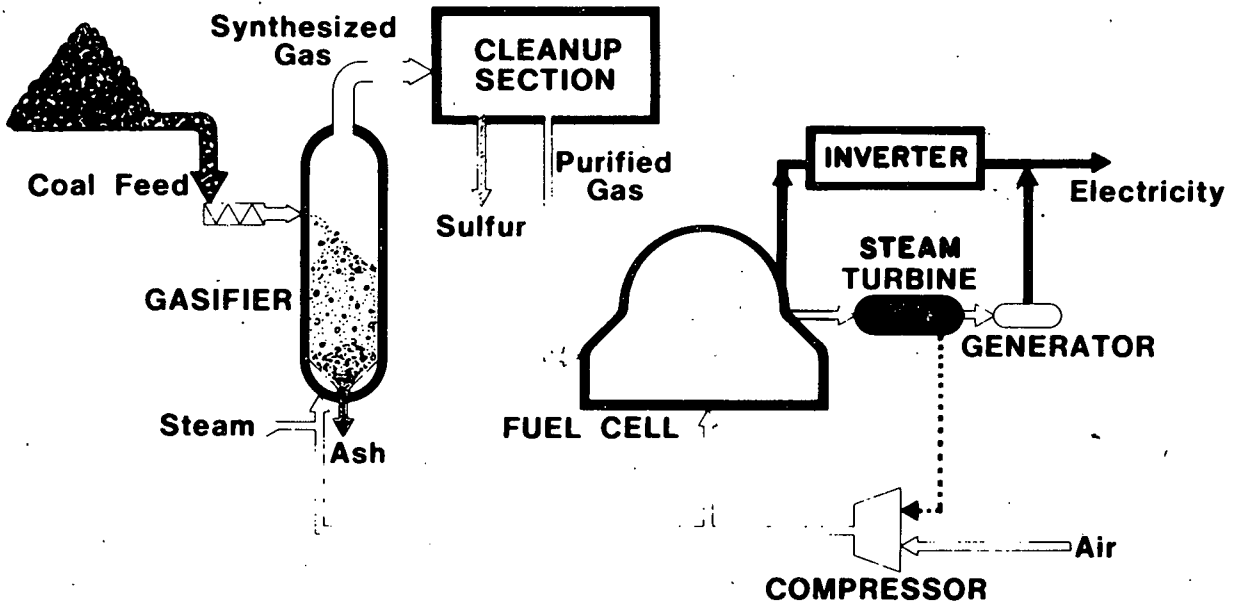 Synthesized
Gas
CLEANUP
SECTION
Coal Feed
Purified
Gas
Sulfur
INVERTER
Electricity
STEAM
TURBINE
GASIFIER
GENERATOR
Steam
Ash
FUEL CELL
Air
COMPRESSOR